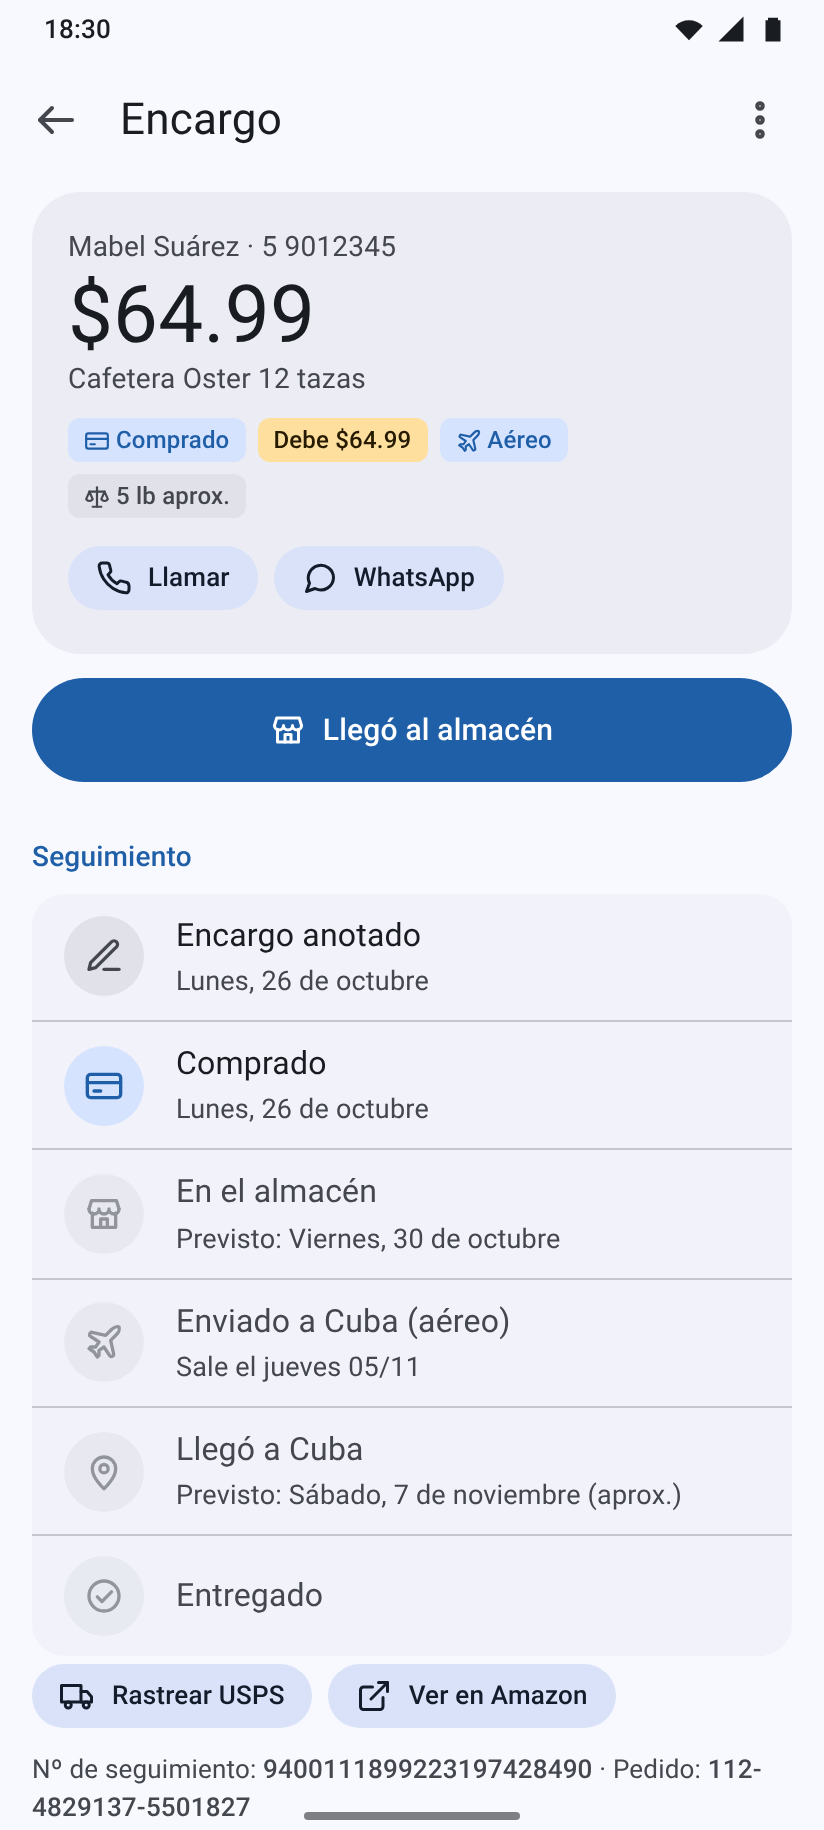 18:30
Encargo
Mabel Suárez · 5 9012345
$64.99
Cafetera Oster 12 tazas
Comprado
Debe $64.99
Aéreo
5 lb aprox.
Llamar
WhatsApp
Llegó al almacén
Seguimiento
Encargo anotado
Lunes, 26 de octubre
Comprado
Lunes, 26 de octubre
En el almacén
Previsto: Viernes, 30 de octubre
Enviado a Cuba (aéreo)
Sale el jueves 05/11
Llegó a Cuba
Previsto: Sábado, 7 de noviembre (aprox.)
Entregado
Rastrear USPS
Ver en Amazon
Nº de seguimiento: 9400111899223197428490 · Pedido: 112-
4829137-5501827